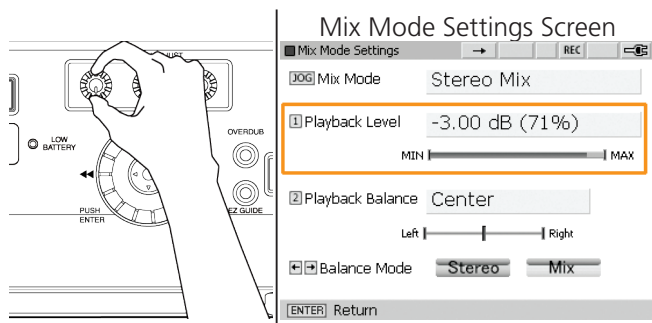 JUST
LOW
BATTERY
OVERDUB
PUSH
ENTER
EZ GUIDE
Mix Mode Settings Screen
Mix Mode Settings → REC
JOG Mix Mode Stereo Mix
1 Playback Level -3.00 dB (71%)
MIN MAX
2 Playback Balance Center
Left Right
←→ Balance Mode Stereo Mix
ENTER Return